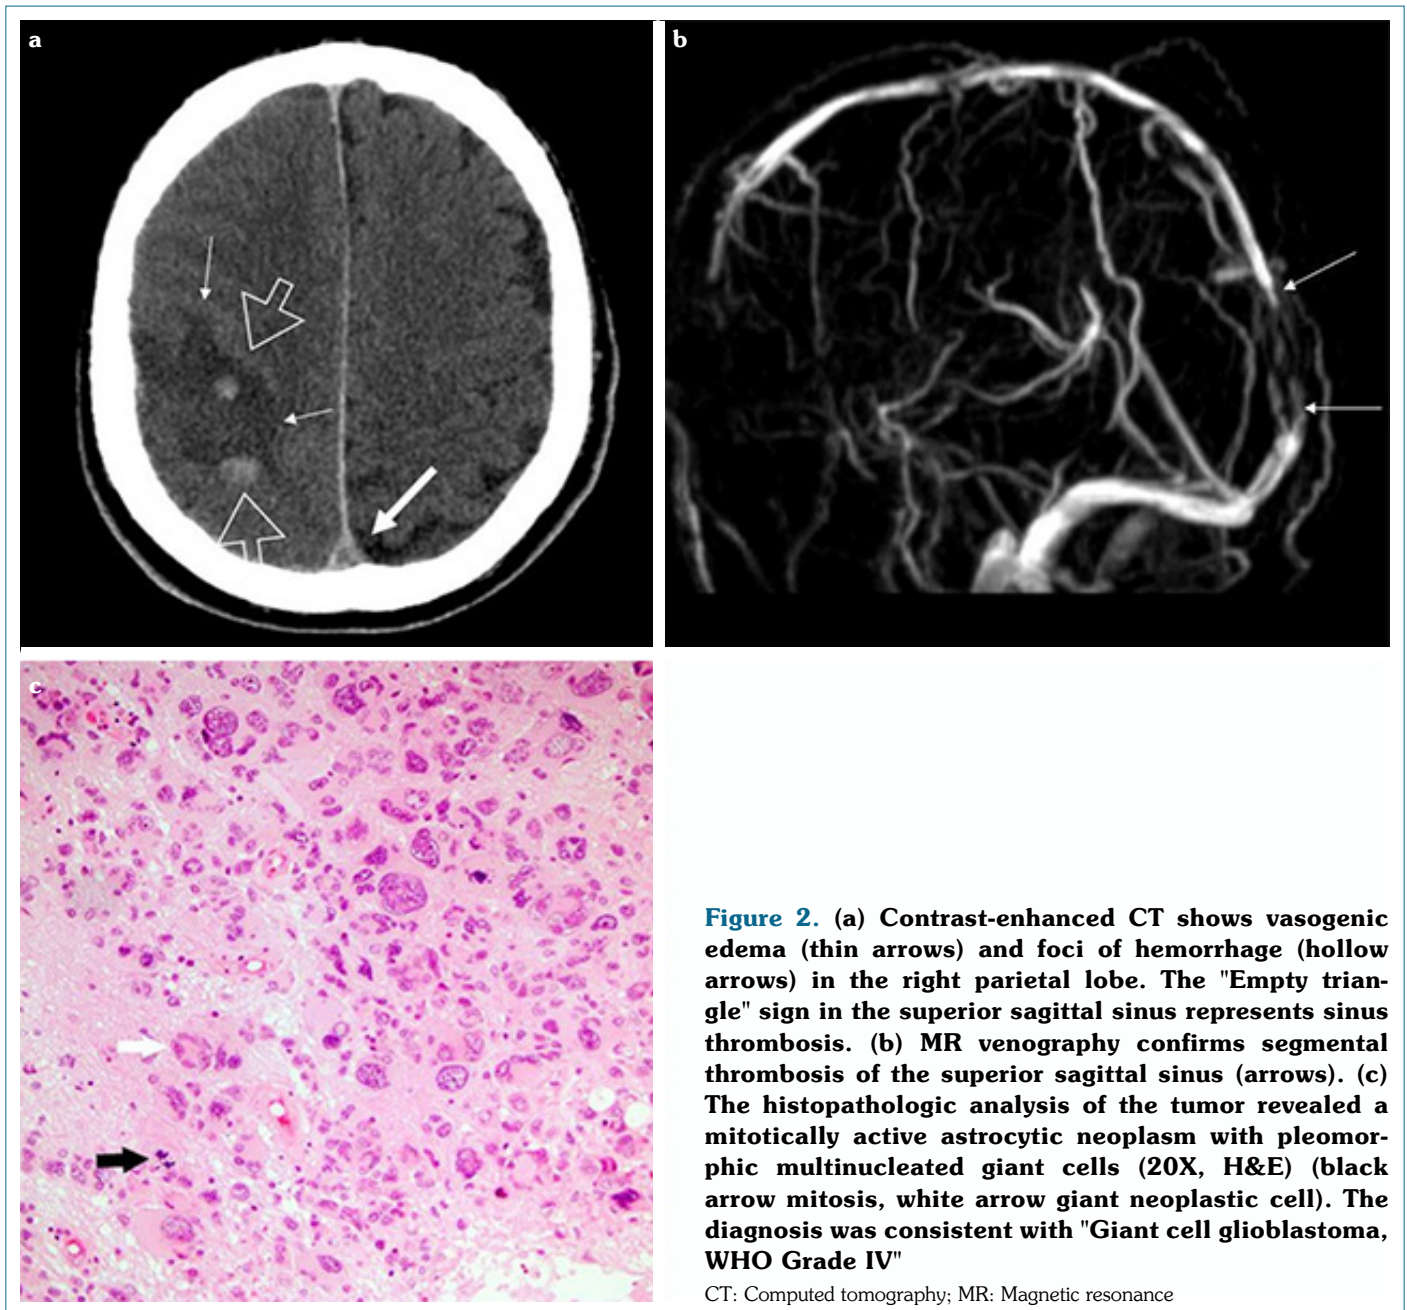 a
b
c
Figure 2. (a) Contrast-enhanced CT shows vasogenic
edema (thin arrows) and foci of hemorrhage (hollow
arrows) in the right parietal lobe. The "Empty trian-
gle" sign in the superior sagittal sinus represents sinus
thrombosis. (b) MR venography confirms segmental
thrombosis of the superior sagittal sinus (arrows). (c)
The histopathologic analysis of the tumor revealed a
mitotically active astrocytic neoplasm with pleomor-
phic multinucleated giant cells (20X, H&E) (black
arrow mitosis, white arrow giant neoplastic cell). The
diagnosis was consistent with "Giant cell glioblastoma,
WHO Grade IV"
CT: Computed tomography; MR: Magnetic resonance